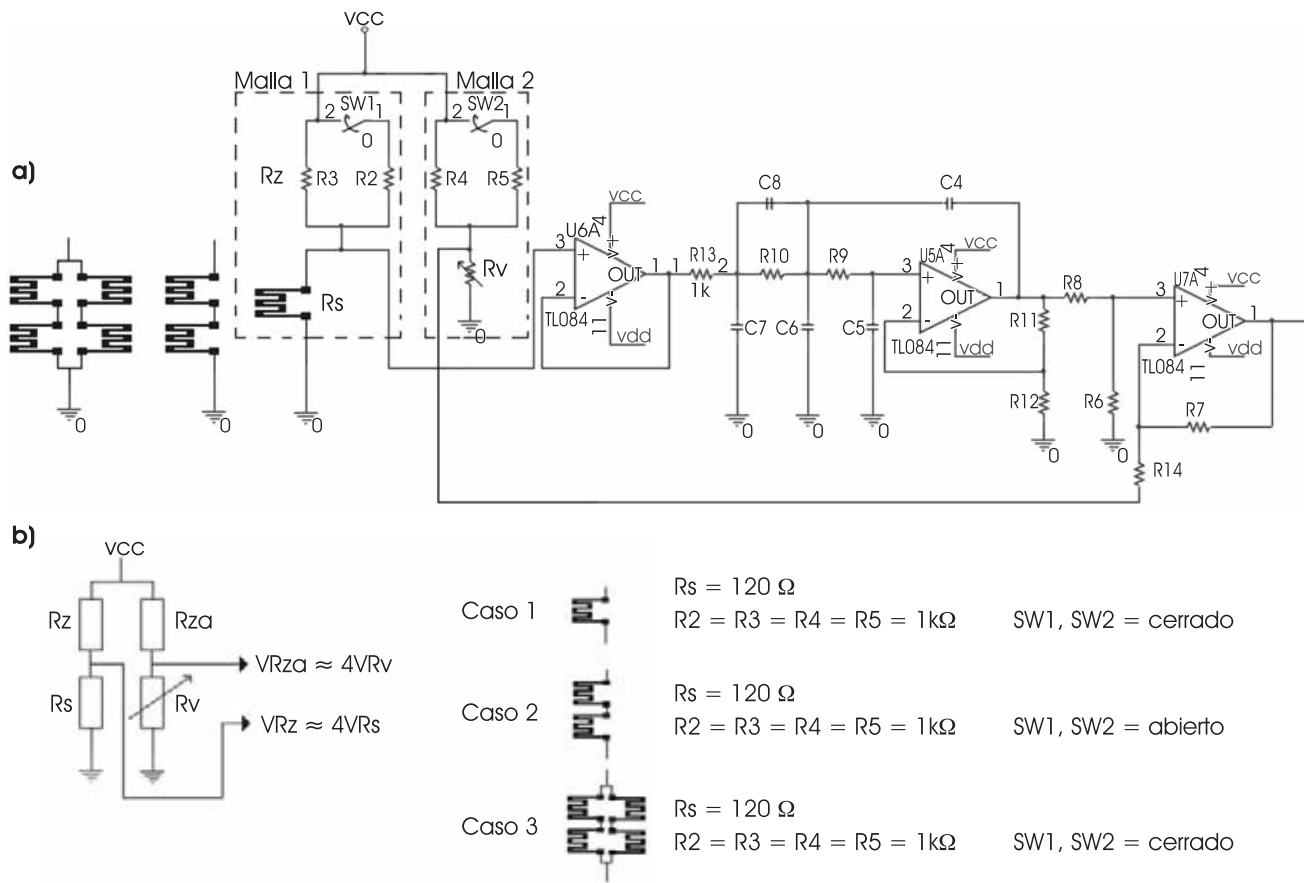 a)
VCC
Malla 1
Malla 2
2 SW1 1
0
2 SW2 1
0
Rz
R3
R2
R4
R5
Rs
0
0
0
Rv
0
U6A
3
+
2
-
4
V+
VCC
OUT
1
V-
11
vdd
TL084
1
R13
1k
2
C8
C4
R10
R9
C7
C6
C5
0
0
0
U5A
3
+
2
-
4
V+
VCC
OUT
1
V-
11
vdd
TL084
R11
R12
0
R8
R6
0
U7A
3
+
2
-
4
V+
VCC
OUT
1
V-
11
vdd
TL084
R7
R14
b)
VCC
Rz
Rza
Rs
Rv
VRza ≈ 4VRv
VRz ≈ 4VRs
Caso 1
Rs = 120 Ω
R2 = R3 = R4 = R5 = 1kΩ SW1, SW2 = cerrado
Caso 2
Rs = 120 Ω
R2 = R3 = R4 = R5 = 1kΩ SW1, SW2 = abierto
Caso 3
Rs = 120 Ω
R2 = R3 = R4 = R5 = 1kΩ SW1, SW2 = cerrado